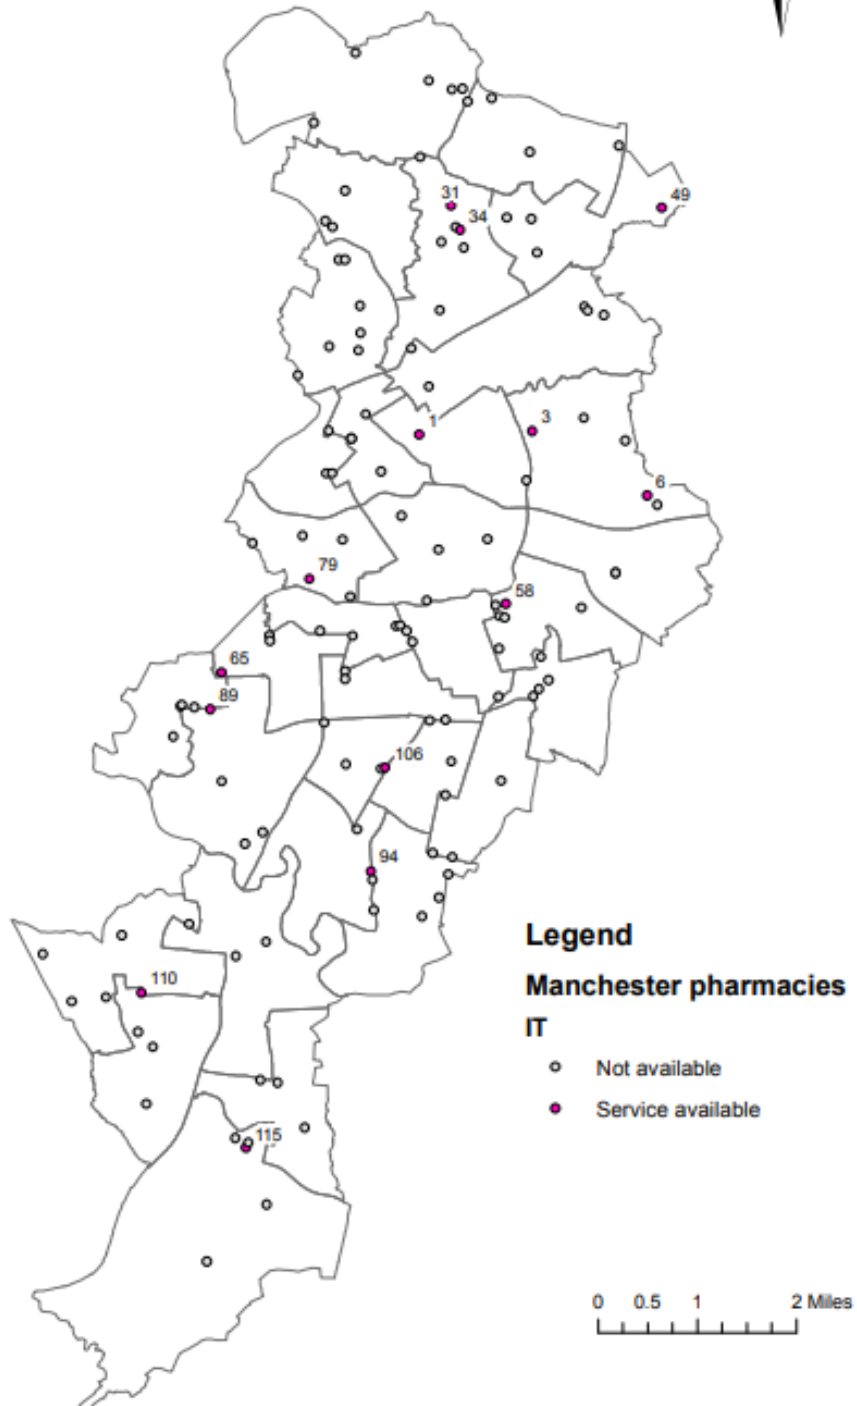 31
34
49
1
3
6
79
58
65
89
106
94
110
115
Legend
Manchester pharmacies
IT
Not available
Service available
0 0.5 1 2 Miles